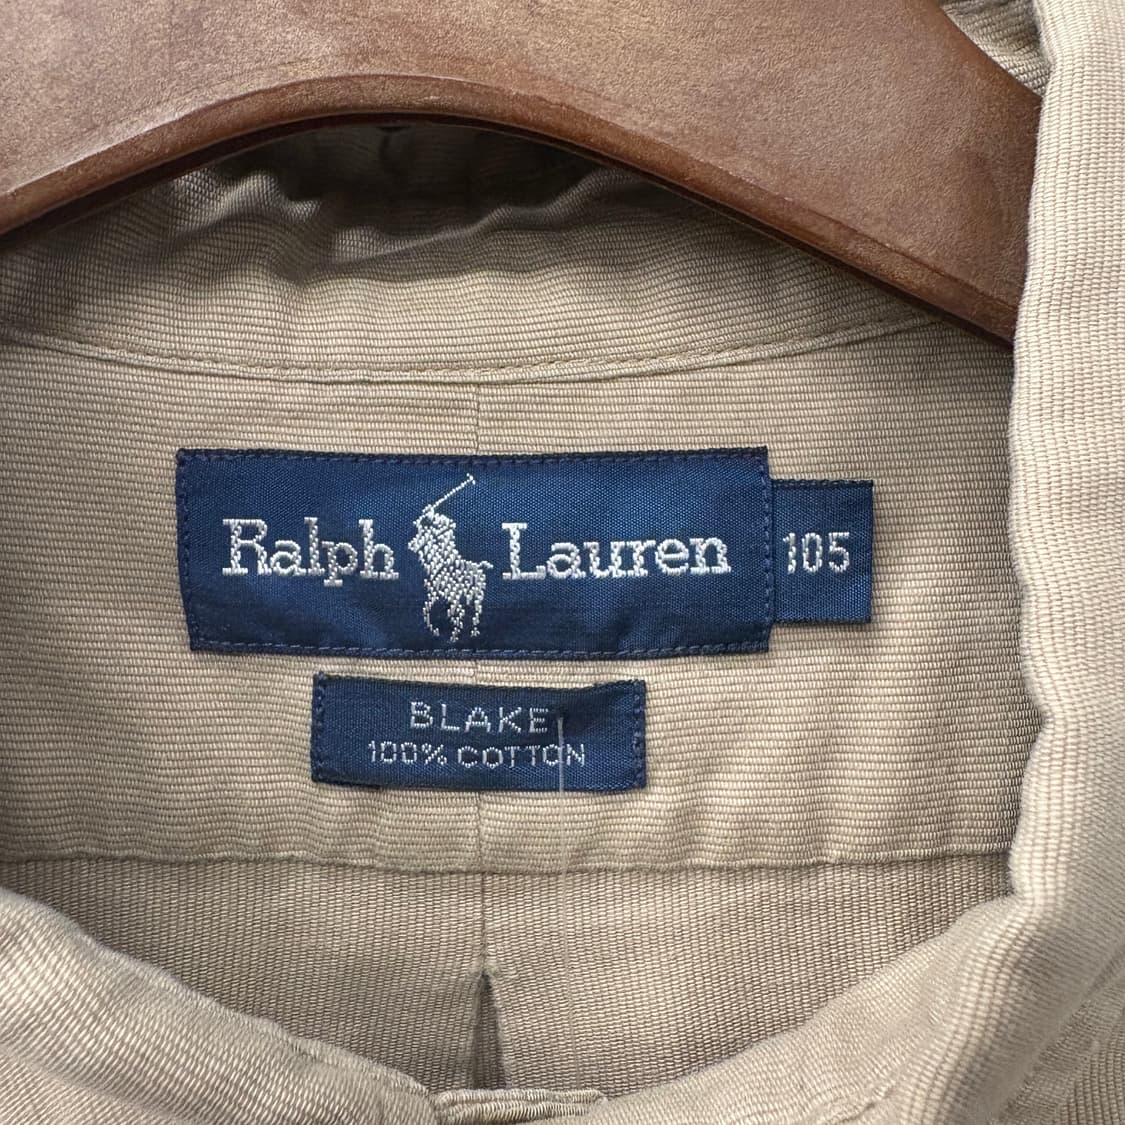 Ralph Lauren
105
BLAKE
100% COTTON